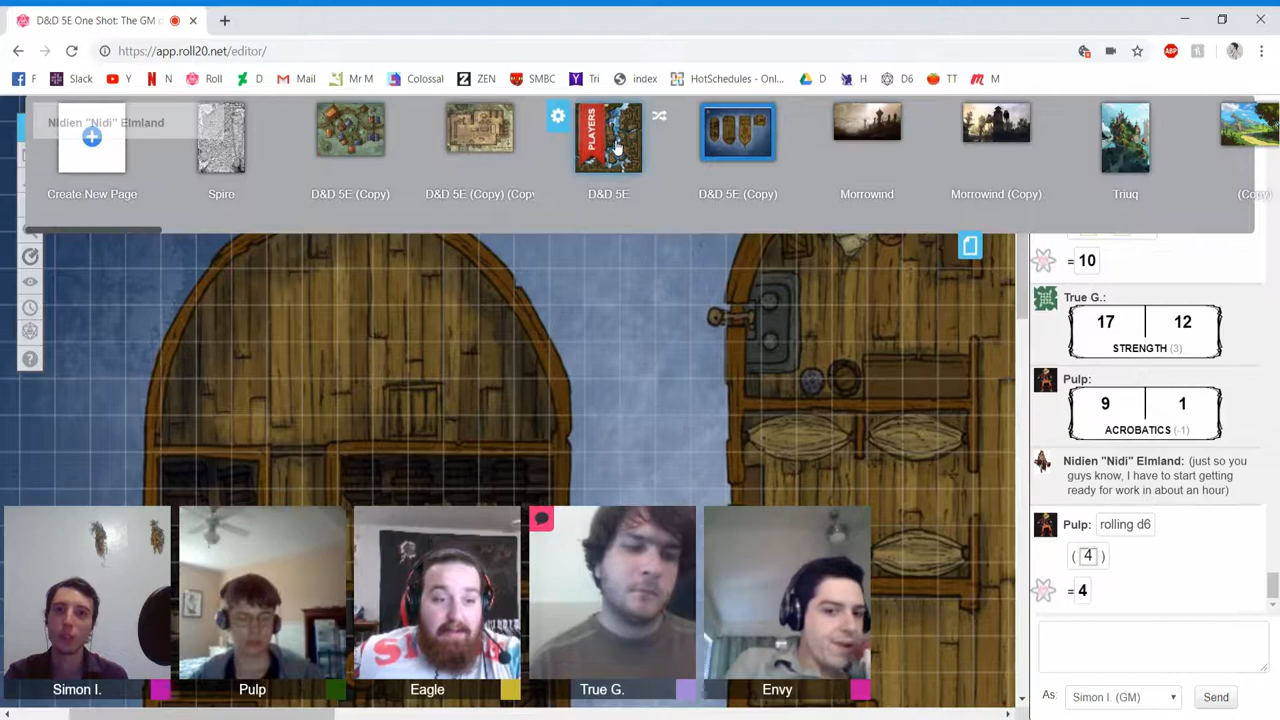 D&D 5E One Shot: The GM
https://app.roll20.net/editor/
ABP
F Slack Y N Roll D Mail Mr M Colossal ZEN SMBC Tri index HotSchedules - Onl... D H D6 TT M
Nidien "Nidi" Elmland
PLAYERS
Create New Page
Spire
D&D 5E (Copy)
D&D 5E (Copy) (Copy
D&D 5E
D&D 5E (Copy)
Morrowind
Morrowind (Copy)
Triuq
(Copy)
= 10
True G.:
17 12
STRENGTH (3)
Pulp:
9 1
ACROBATICS (-1)
Nidien "Nidi" Elmland: (just so you
guys know, I have to start getting
ready for work in about an hour)
Pulp: rolling d6
( 4 )
= 4
Simon I.
Pulp
Eagle
True G.
Envy
As: Simon I. (GM) Send